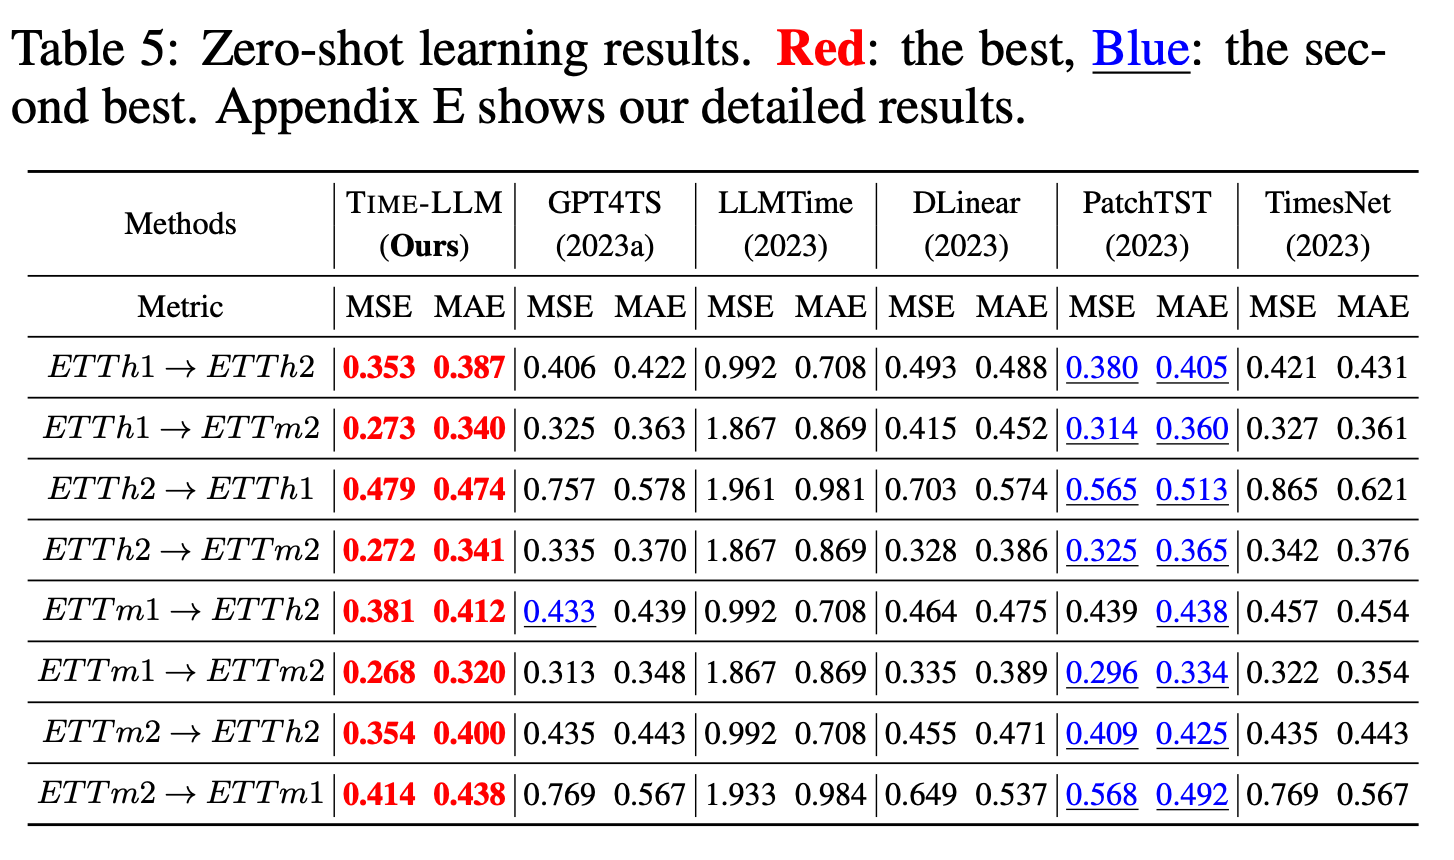 Table 5: Zero-shot learning results. Red: the best, Blue: the sec-
ond best. Appendix E shows our detailed results.
Methods TIME-LLM GPT4TS LLMTime DLinear PatchTST TimesNet
(Ours) (2023a) (2023) (2023) (2023) (2023)
Metric MSE MAE MSE MAE MSE MAE MSE MAE MSE MAE MSE MAE
ETTh1 → ETTh2 0.353 0.387 0.406 0.422 0.992 0.708 0.493 0.488 0.380 0.405 0.421 0.431
ETTh1 → ETTm2 0.273 0.340 0.325 0.363 1.867 0.869 0.415 0.452 0.314 0.360 0.327 0.361
ETTh2 → ETTh1 0.479 0.474 0.757 0.578 1.961 0.981 0.703 0.574 0.565 0.513 0.865 0.621
ETTh2 → ETTm2 0.272 0.341 0.335 0.370 1.867 0.869 0.328 0.386 0.325 0.365 0.342 0.376
ETTm1 → ETTh2 0.381 0.412 0.433 0.439 0.992 0.708 0.464 0.475 0.439 0.438 0.457 0.454
ETTm1 → ETTm2 0.268 0.320 0.313 0.348 1.867 0.869 0.335 0.389 0.296 0.334 0.322 0.354
ETTm2 → ETTh2 0.354 0.400 0.435 0.443 0.992 0.708 0.455 0.471 0.409 0.425 0.435 0.443
ETTm2 → ETTm1 0.414 0.438 0.769 0.567 1.933 0.984 0.649 0.537 0.568 0.492 0.769 0.567